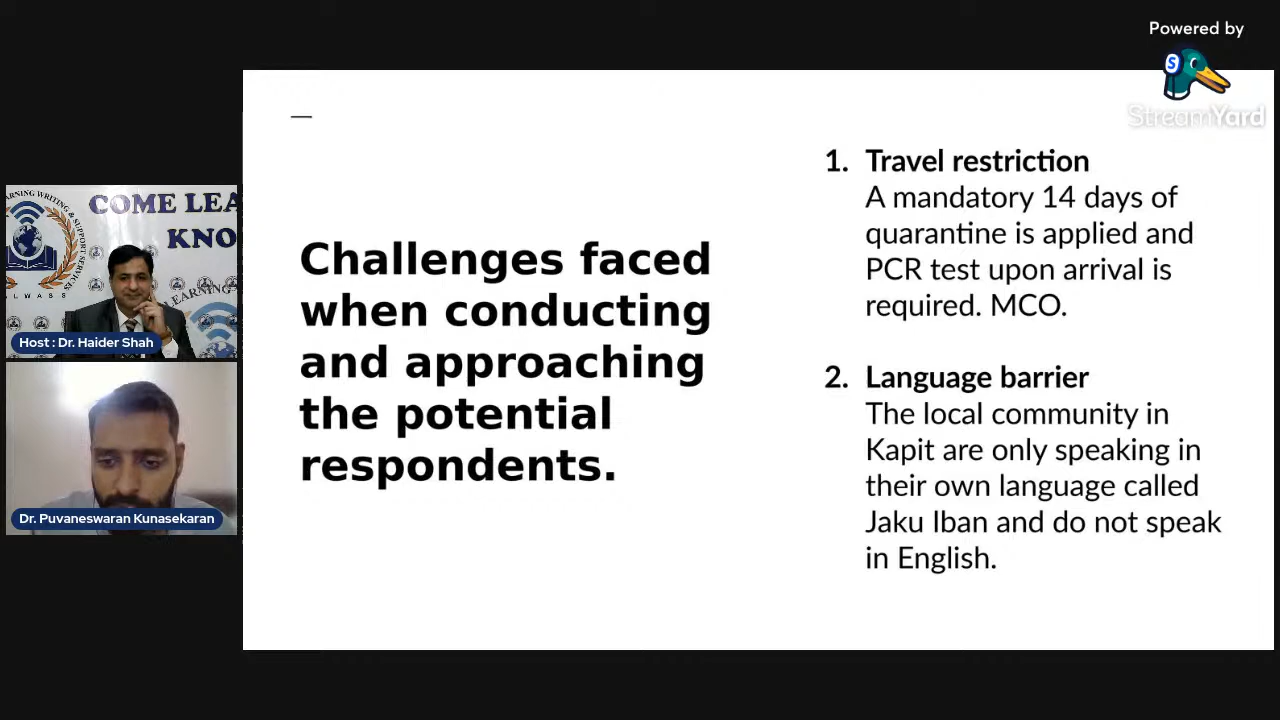 Powered by
StreamYard
COME LEA
KNO
Host : Dr. Haider Shah
Dr. Puvaneswaran Kunasekaran
Challenges faced
when conducting
and approaching
the potential
respondents.
1. Travel restriction
A mandatory 14 days of
quarantine is applied and
PCR test upon arrival is
required. MCO.
2. Language barrier
The local community in
Kapit are only speaking in
their own language called
Jaku Iban and do not speak
in English.